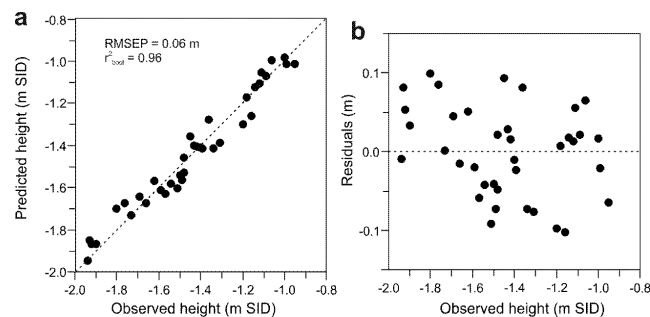 a
-0.8
-1.0
-1.2
-1.4
-1.6
-1.8
-2.0
Predicted height (m SID)
RMSEP = 0.06 m
r²boot = 0.96
-2.0 -1.8 -1.6 -1.4 -1.2 -1.0 -0.8
Observed height (m SID)
b
0.1
0.0
-0.1
Residuals (m)
-2.0 -1.8 -1.6 -1.4 -1.2 -1.0 -0.8
Observed height (m SID)